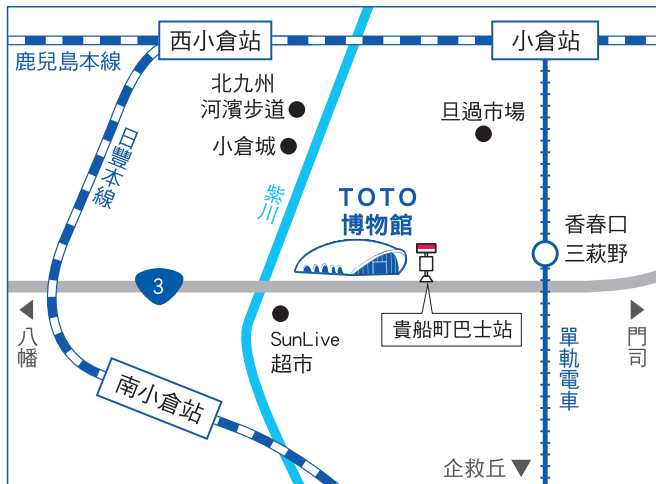 西小倉站
小倉站
鹿兒島本線
北九州
河濱步道
旦過市場
小倉城
日豐本線
紫川
TOTO
博物館
香春口
三萩野
3
貴船町巴士站
八幡
SunLive
超市
門司
單軌電車
南小倉站
企救丘